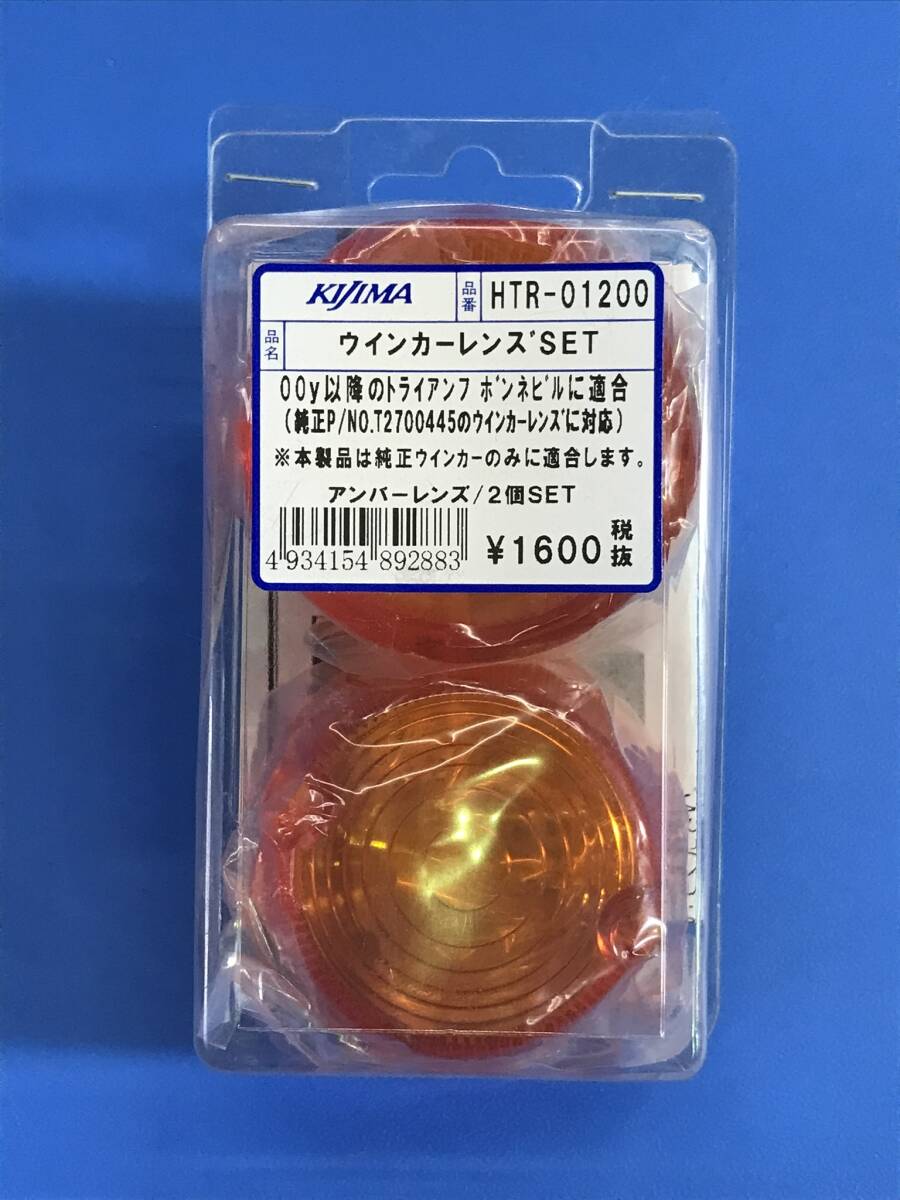 KIJIMA 品番 HTR-01200
品名 ウインカーレンズSET
00y以降のトライアンフ ボンネビルに適合
(純正P/NO.T2700445のウインカーレンズに対応)
※本製品は純正ウインカーのみに適合します。
アンバーレンズ/2個SET
4 934154 892883 ¥1600 税抜